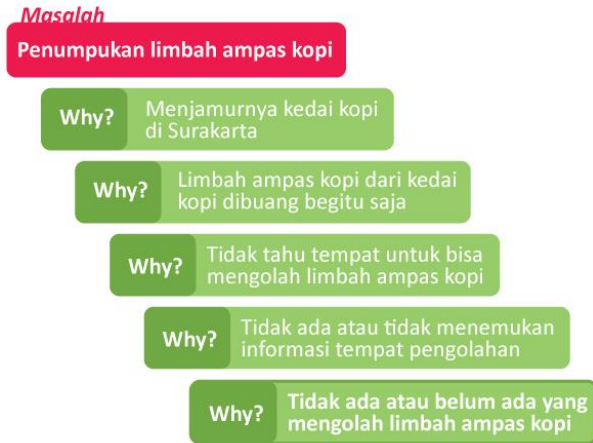 Masalah
Penumpukan limbah ampas kopi
Why? Menjamurnya kedai kopi
di Surakarta
Why? Limbah ampas kopi dari kedai
kopi dibuang begitu saja
Why? Tidak tahu tempat untuk bisa
mengolah limbah ampas kopi
Why? Tidak ada atau tidak menemukan
informasi tempat pengolahan
Why? Tidak ada atau belum ada yang
mengolah limbah ampas kopi